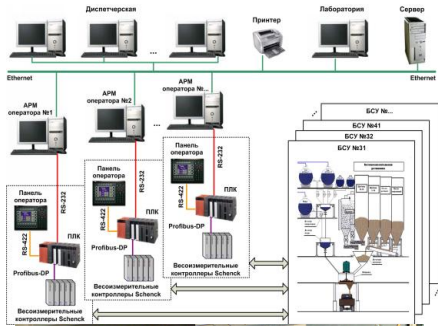 Диспетчерская
Принтер
Лаборатория
Сервер
...
Ethernet
Ethernet
АРМ
оператора №1
АРМ
оператора №2
...
АРМ
оператора №...
RS-232
RS-232
RS-232
Панель
оператора
RS-422
ПЛК
Profibus-DP
Весоизмерительные
контроллеры Schenck
Панель
оператора
RS-422
ПЛК
Profibus-DP
Весоизмерительные
контроллеры Schenck
Панель
оператора
RS-422
ПЛК
Profibus-DP
Весоизмерительные
контроллеры Schenck
БСУ №...
БСУ №41
БСУ №32
БСУ №31